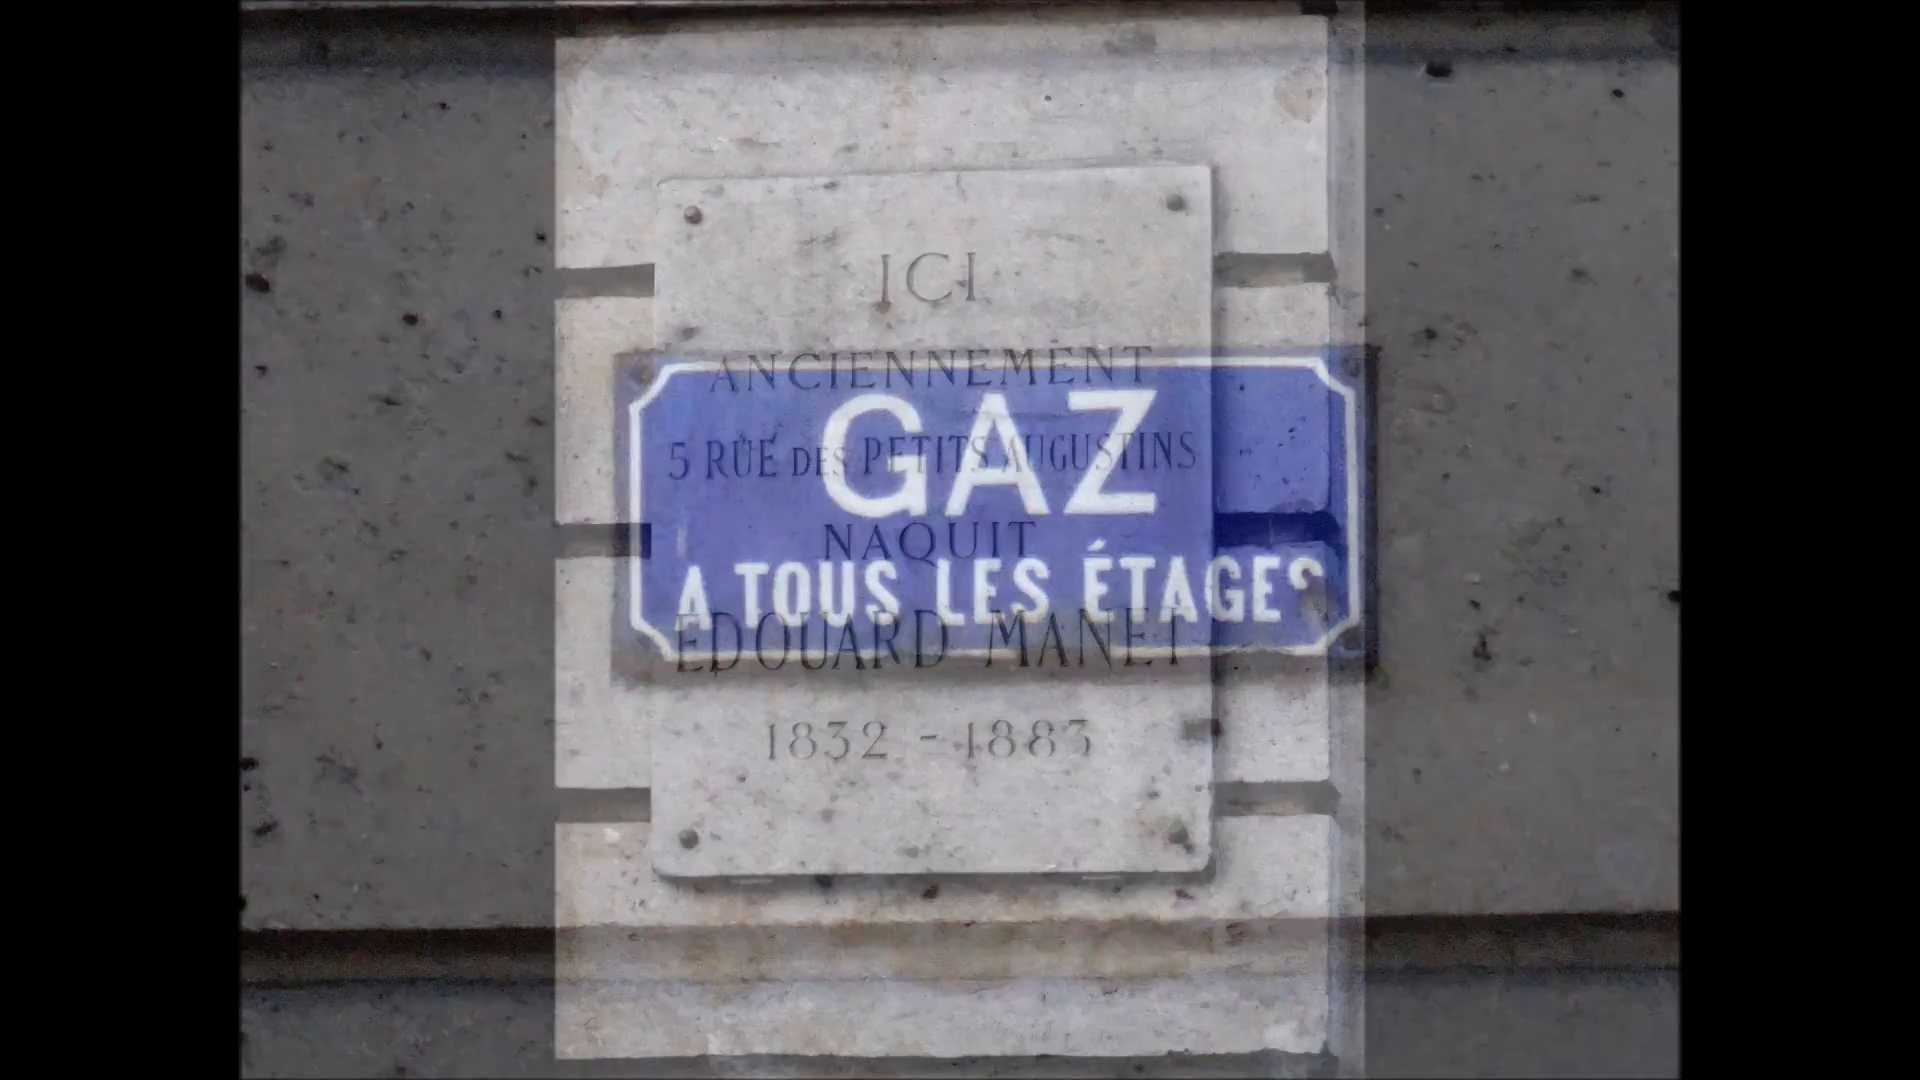 ICI
ANCIENNEMENT
5 RUE DES PETITS AUGUSTINS
NAQUIT
EDOUARD MANET
1832 - 1883
GAZ
A TOUS LES ÉTAGES